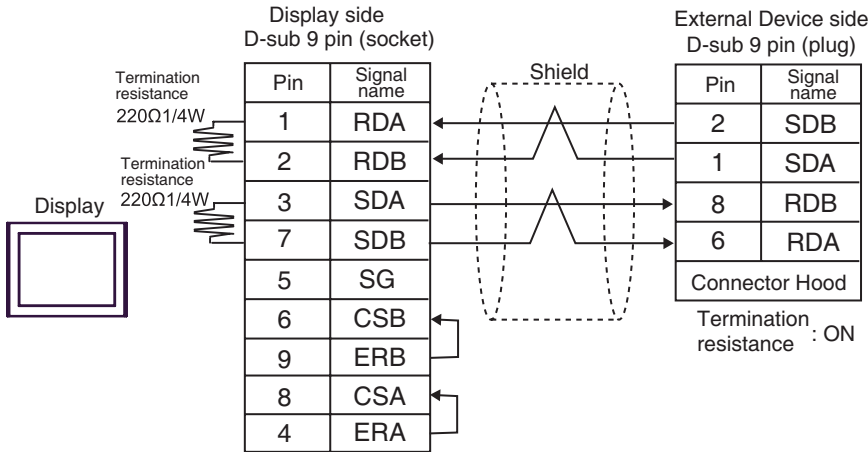 Display side
D-sub 9 pin (socket)
External Device side
D-sub 9 pin (plug)
Termination
resistance
220Ω1/4W
Termination
resistance
220Ω1/4W
Display
Pin Signal name
1 RDA
2 RDB
3 SDA
7 SDB
5 SG
6 CSB
9 ERB
8 CSA
4 ERA
Shield
Pin Signal name
2 SDB
1 SDA
8 RDB
6 RDA
Connector Hood
Termination
resistance : ON